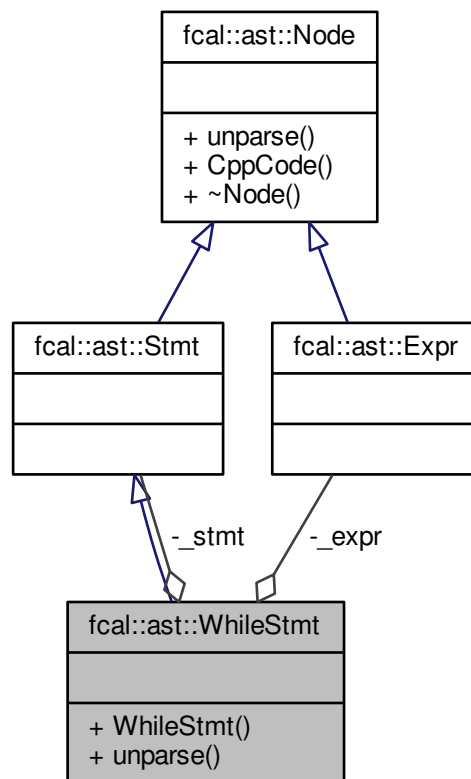 fcal::ast::Node
+ unparse()
+ CppCode()
+ ~Node()
fcal::ast::Stmt
fcal::ast::Expr
-_stmt
-_expr
fcal::ast::WhileStmt
+ WhileStmt()
+ unparse()